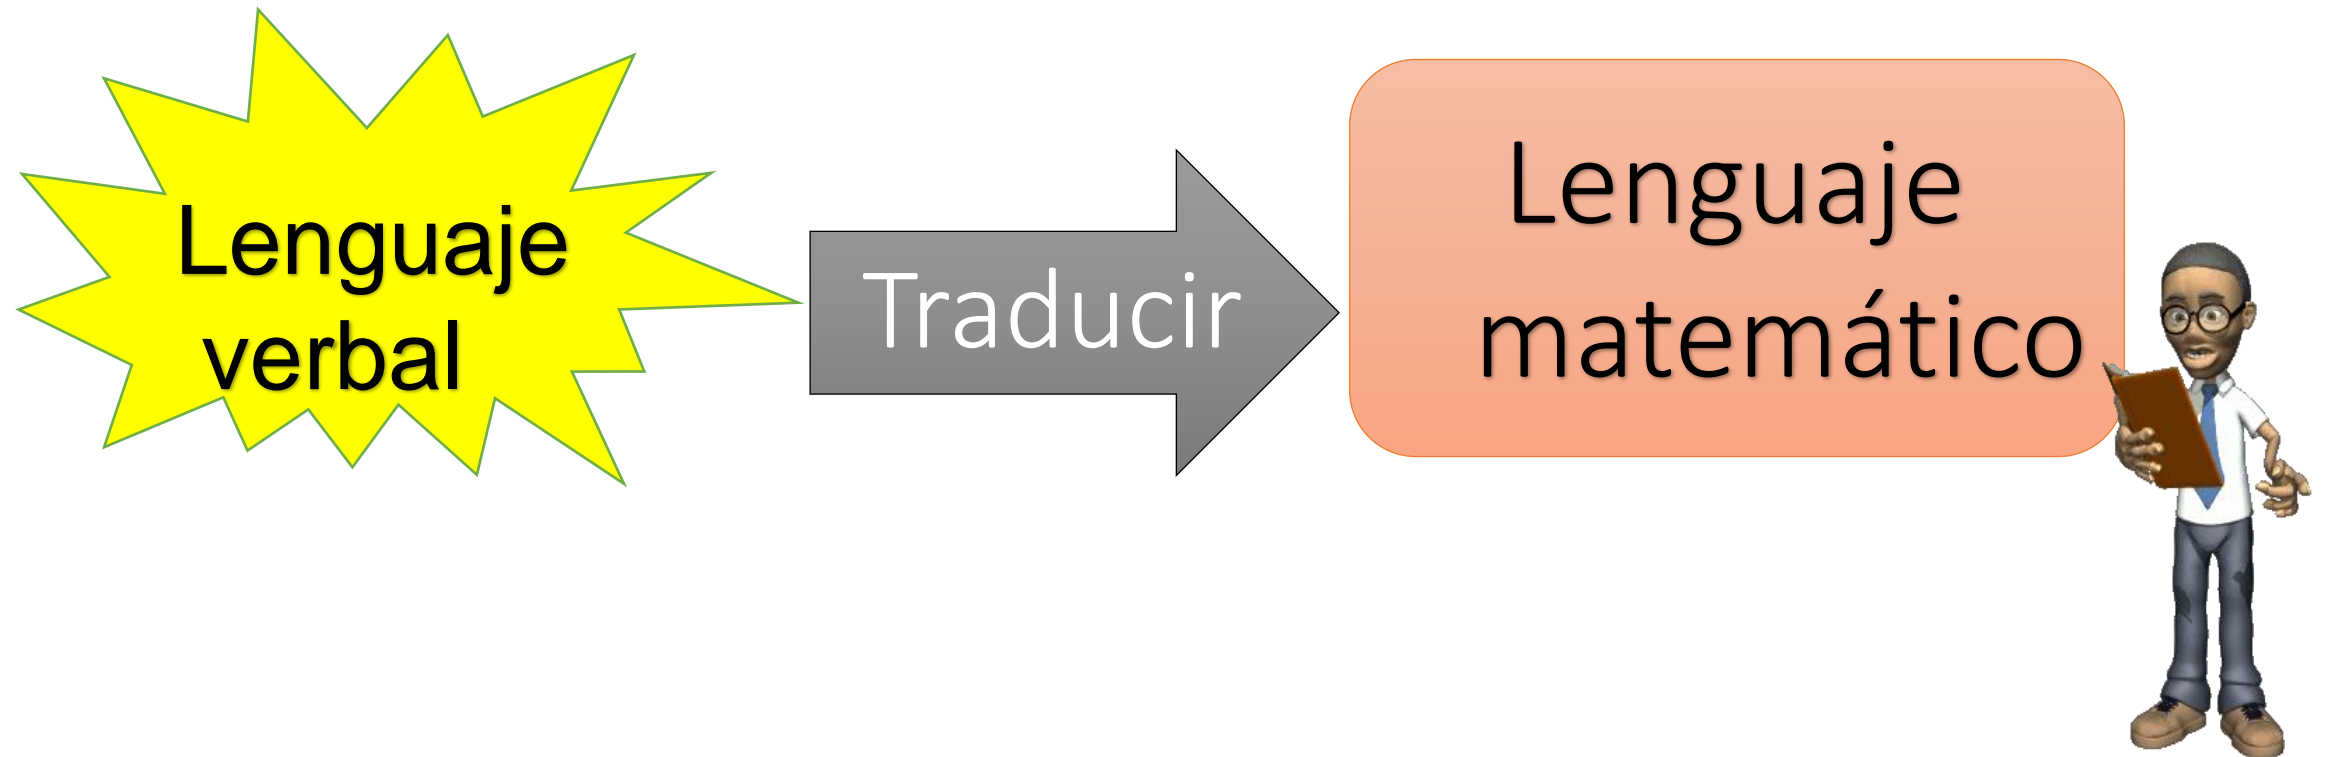 Lenguaje
verbal
Traducir
Lenguaje
matemático